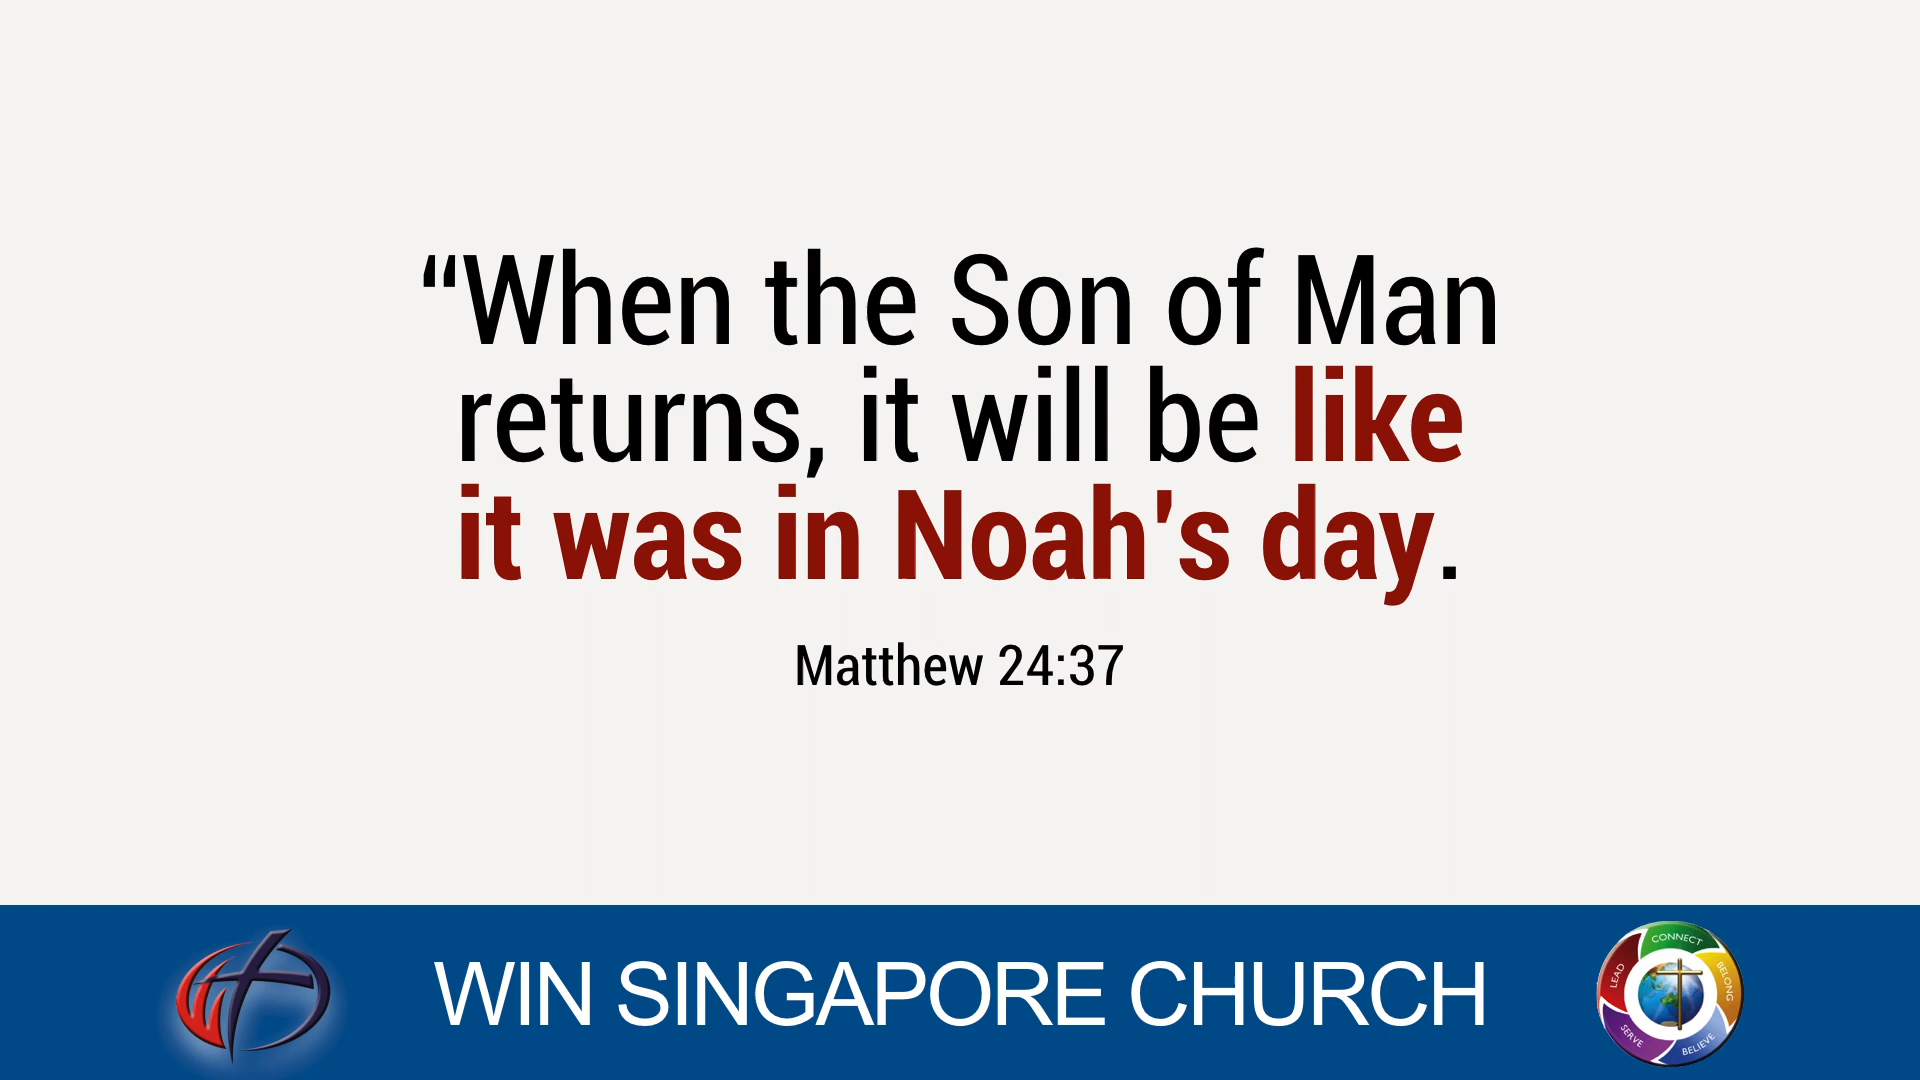 “When the Son of Man
returns, it will be like
it was in Noah's day.
Matthew 24:37
WIN SINGAPORE CHURCH
CONNECT
BELONG
BELIEVE
SERVE
LEAD